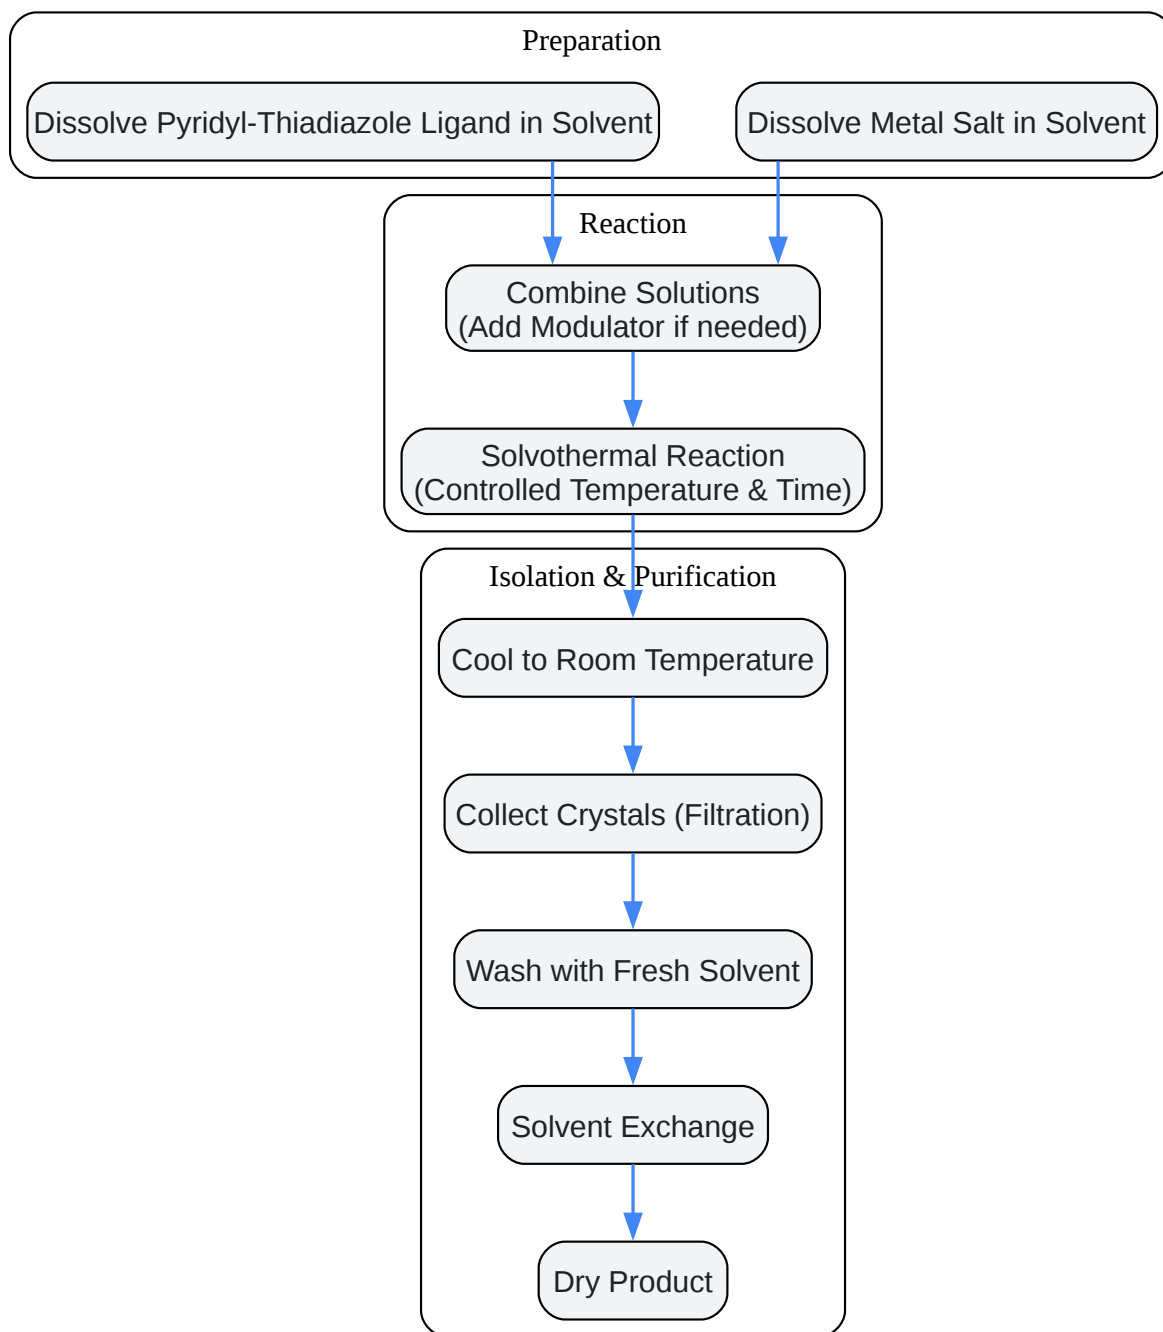 Preparation
Dissolve Pyridyl-Thiadiazole Ligand in Solvent
Dissolve Metal Salt in Solvent
Reaction
Combine Solutions
(Add Modulator if needed)
Solvothermal Reaction
(Controlled Temperature & Time)
Isolation & Purification
Cool to Room Temperature
Collect Crystals (Filtration)
Wash with Fresh Solvent
Solvent Exchange
Dry Product